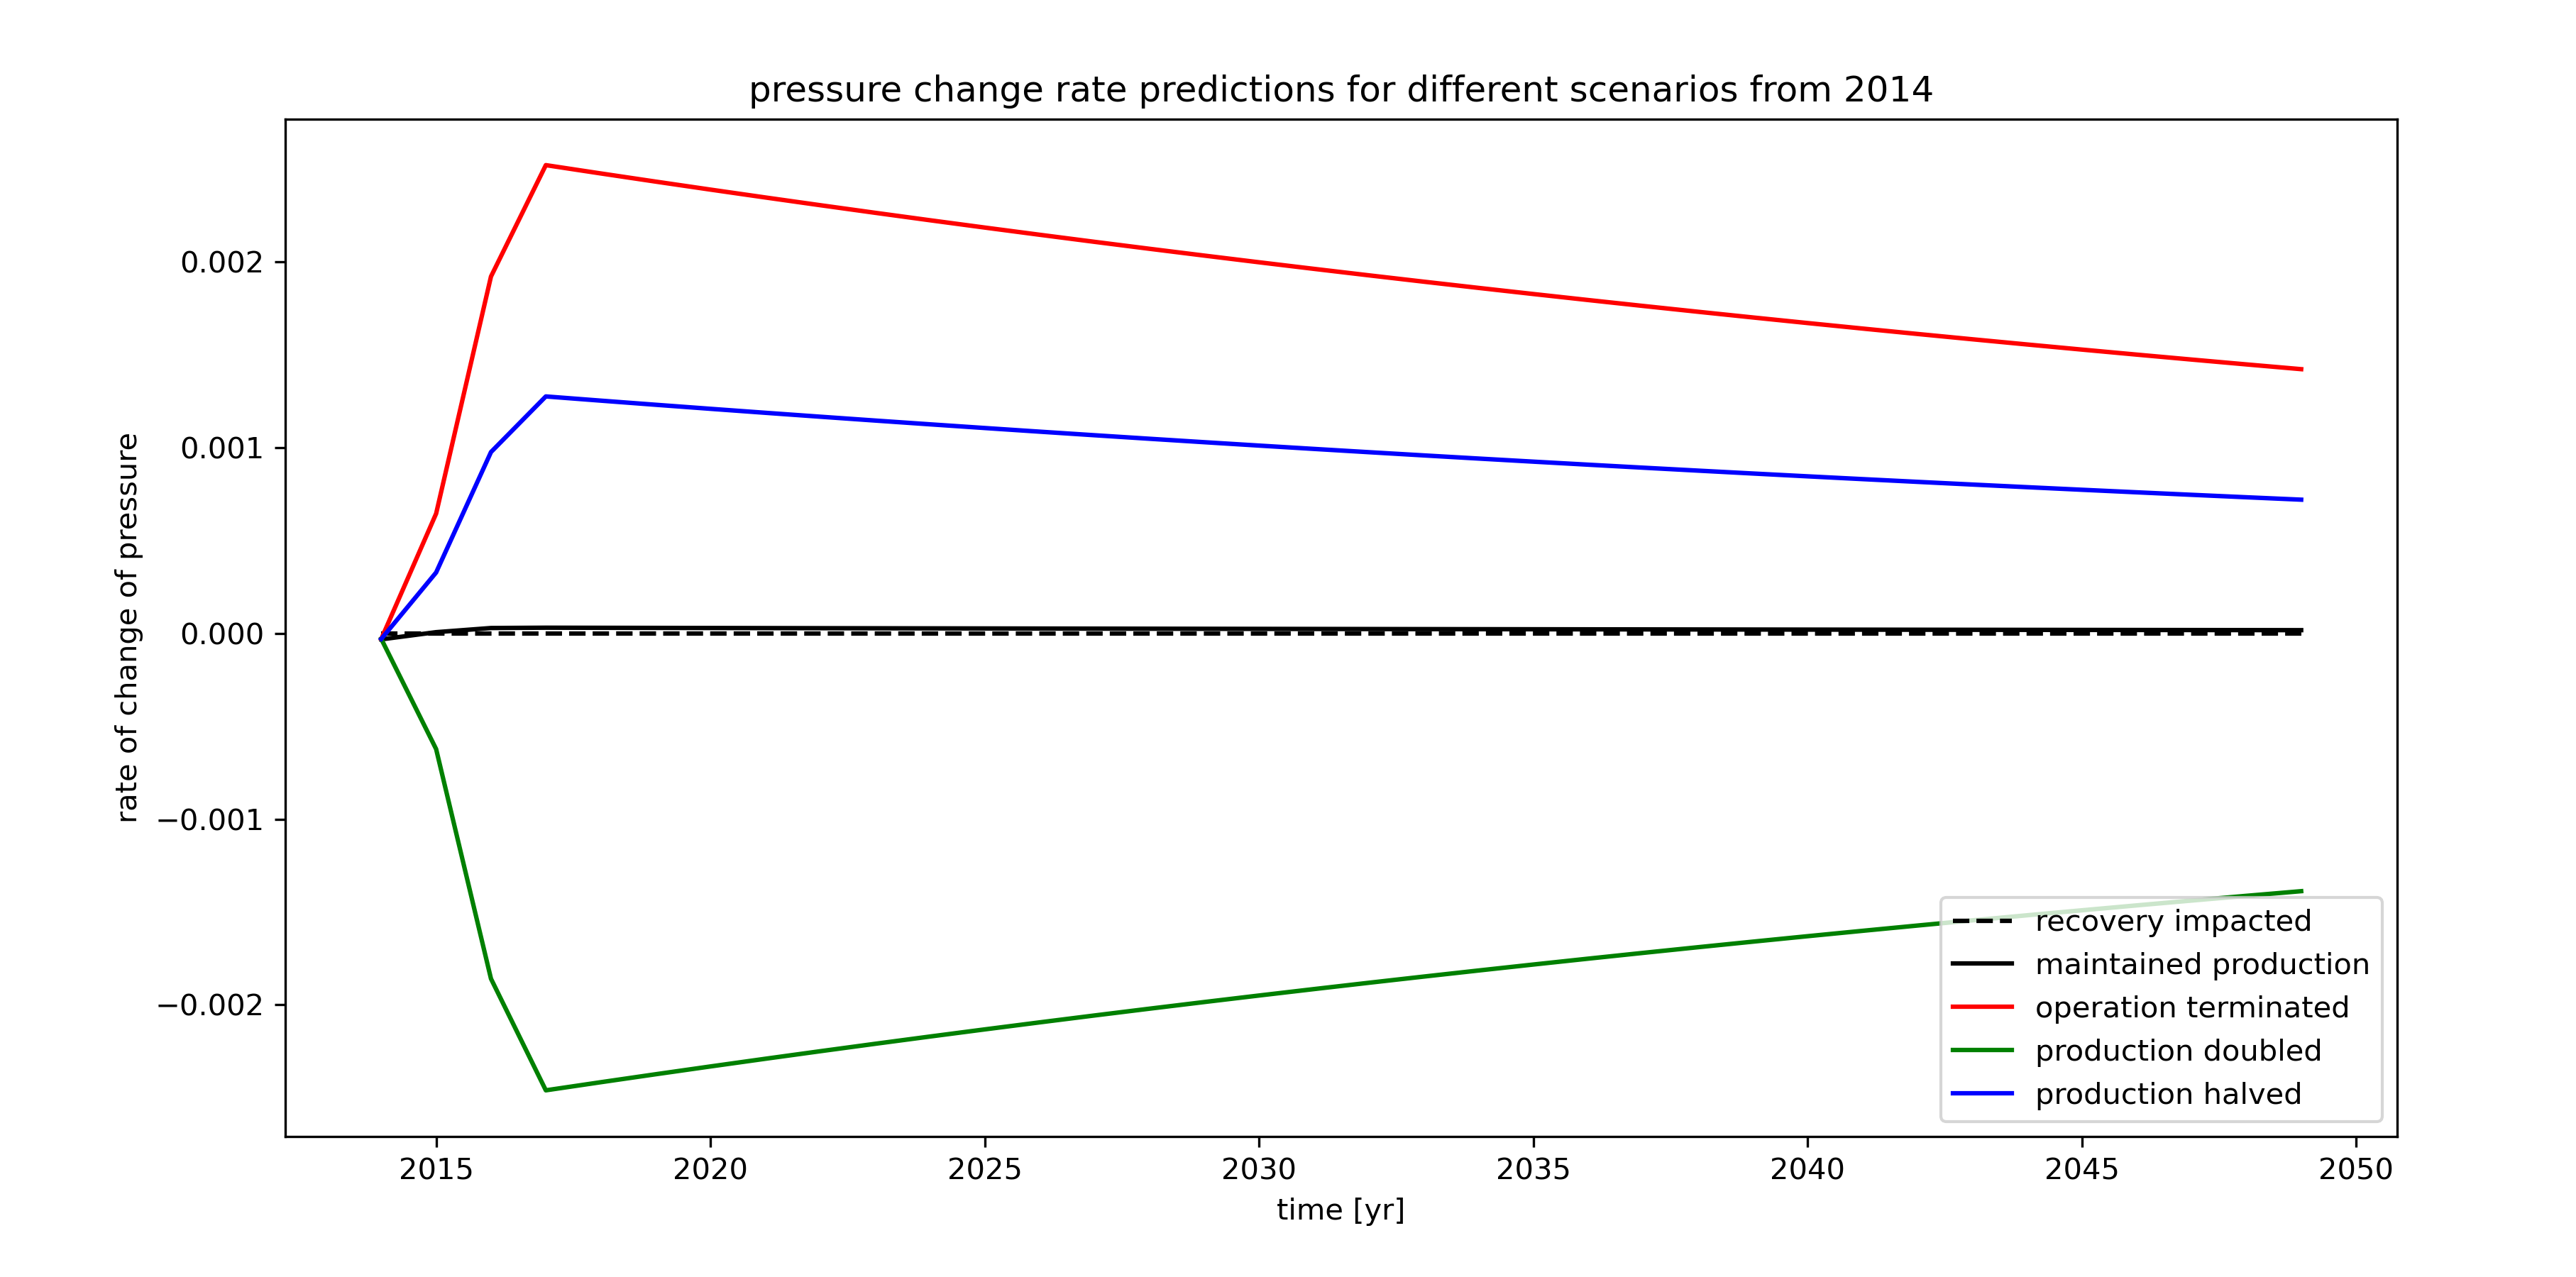 pressure change rate predictions for different scenarios from 2014
rate of change of pressure
0.002
0.001
0.000
−0.001
−0.002
recovery impacted
maintained production
operation terminated
production doubled
production halved
2015 2020 2025 2030 2035 2040 2045 2050
time [yr]